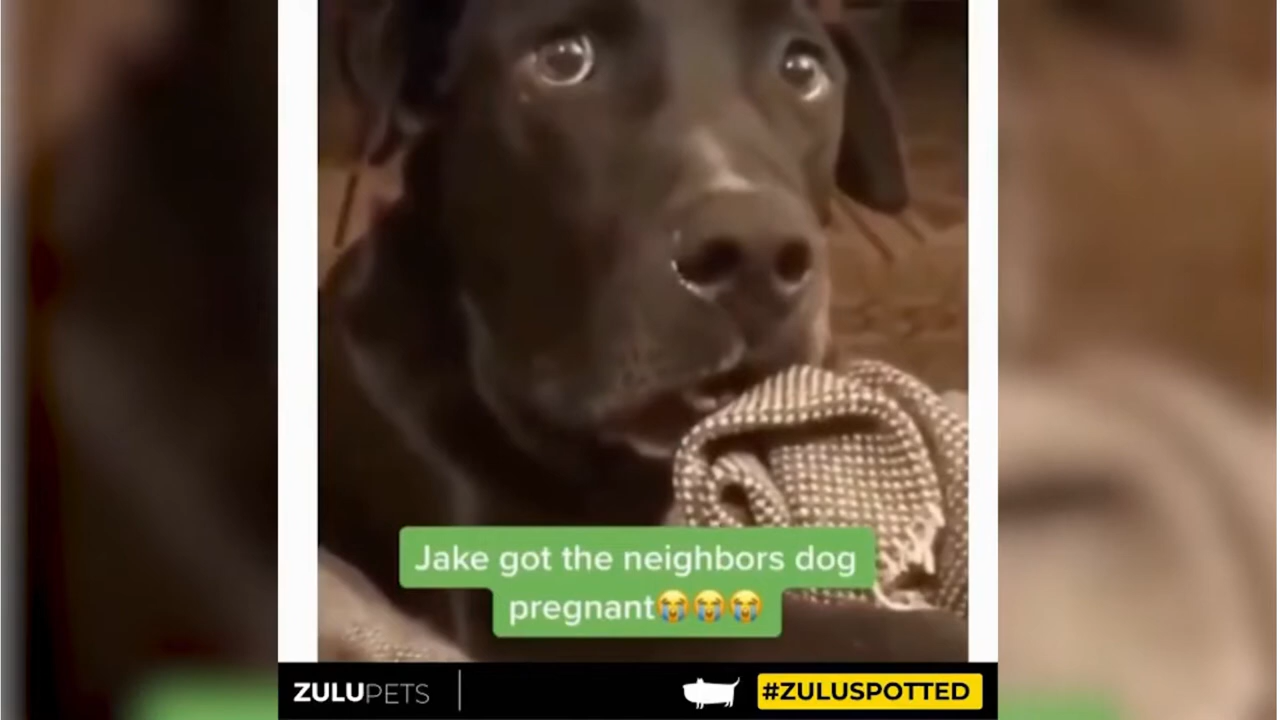 Jake got the neighbors dog
pregnant😭😭😭
ZULUPETS
#ZULUSPOTTED